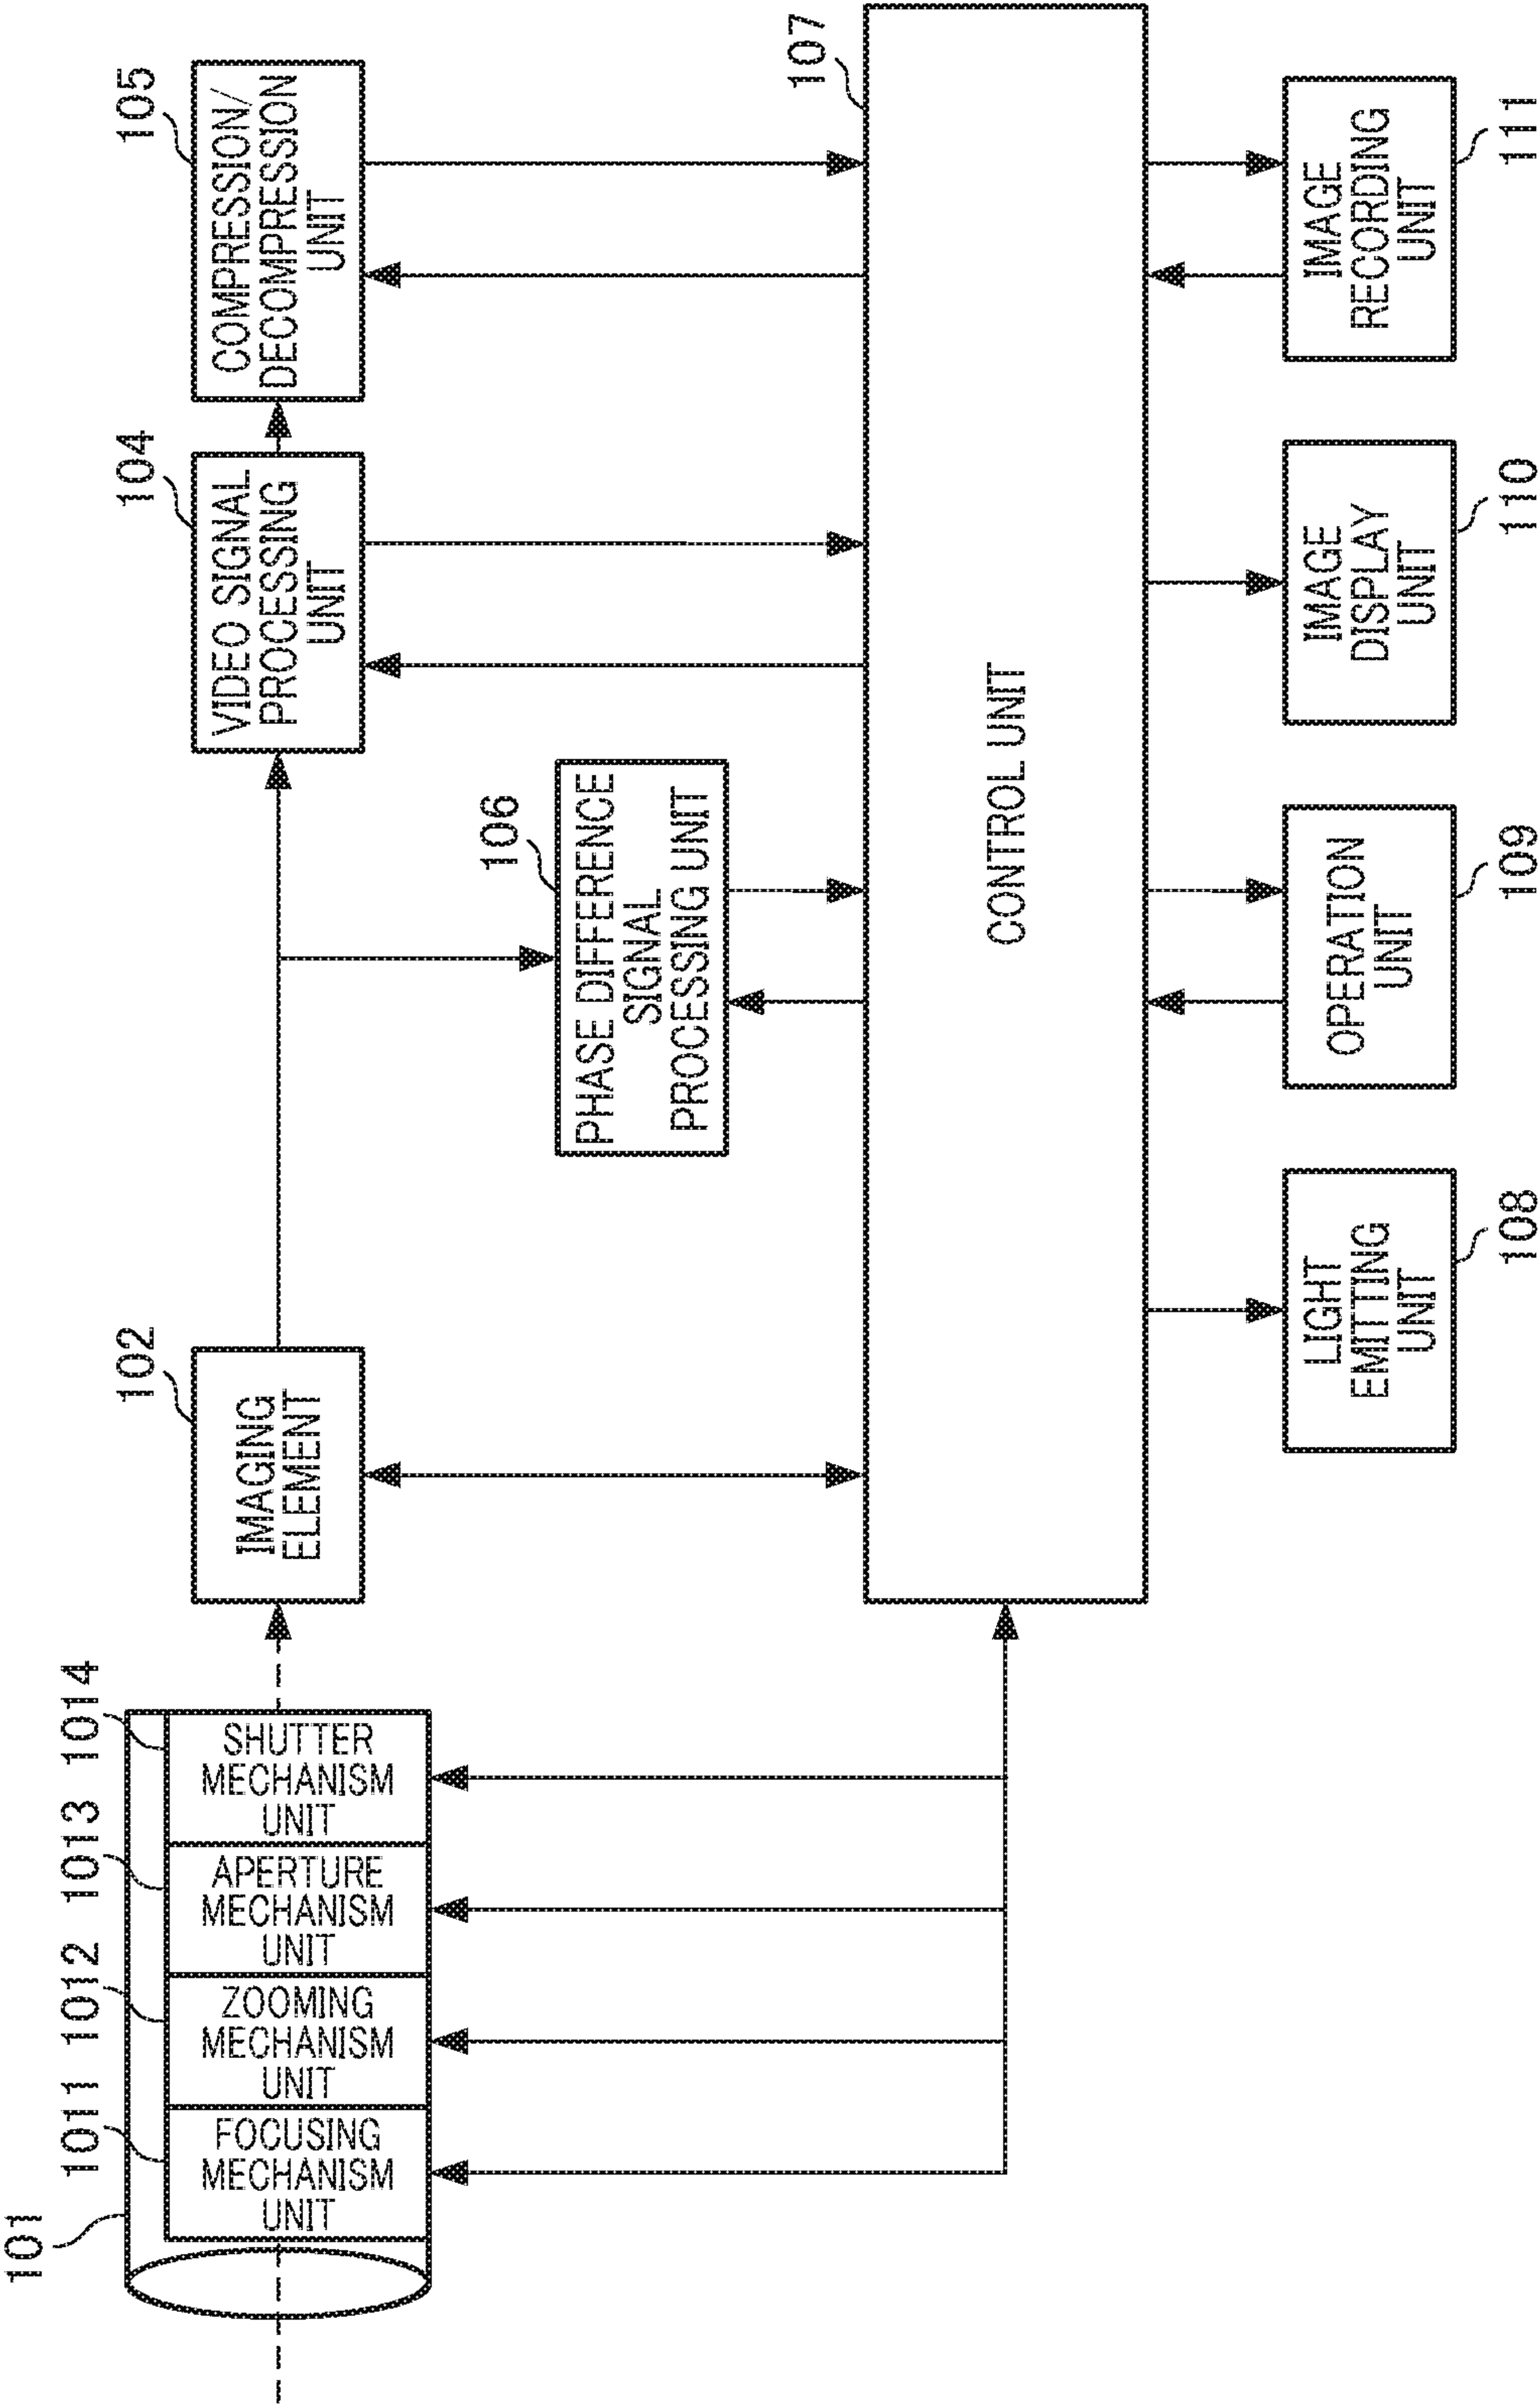 101
1011
1012
1013
1014
FOCUSING
MECHANISM
UNIT
ZOOMING
MECHANISM
UNIT
APERTURE
MECHANISM
UNIT
SHUTTER
MECHANISM
UNIT
102
IMAGING
ELEMENT
104
VIDEO SIGNAL
PROCESSING
UNIT
105
COMPRESSION/
DECOMPRESSION
UNIT
106
PHASE DIFFERENCE
SIGNAL
PROCESSING UNIT
107
CONTROL UNIT
LIGHT
EMITTING
UNIT
108
OPERATION
UNIT
109
IMAGE
DISPLAY
UNIT
110
IMAGE
RECORDING
UNIT
111